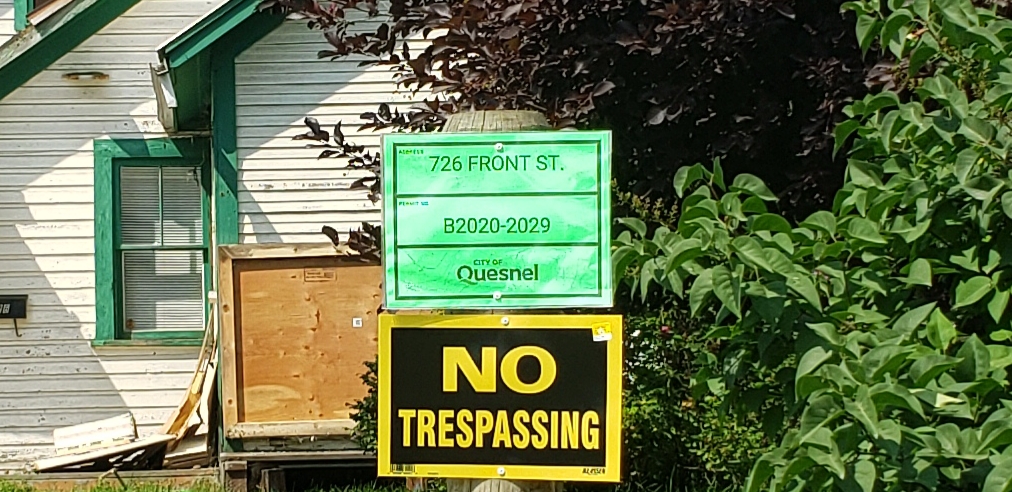 ADDRESS
726 FRONT ST.
PERMIT NO
B2020-2029
CITY OF
Quesnel
NO
TRESPASSING